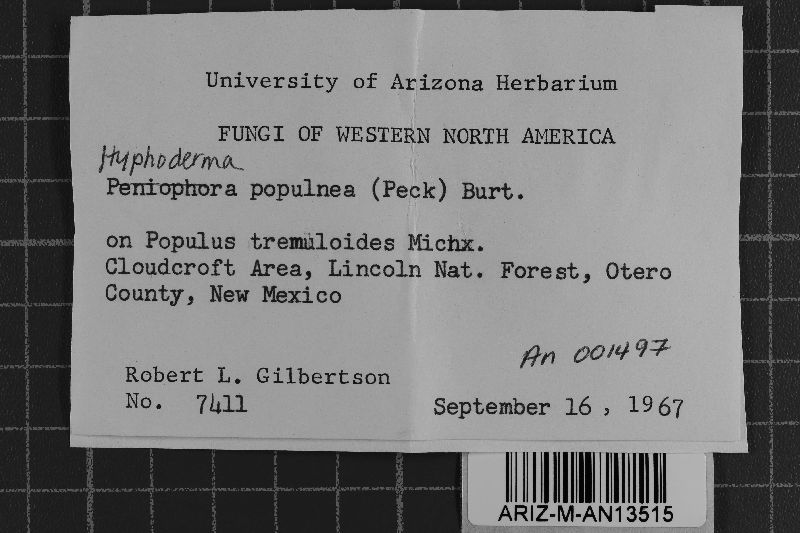 University of Arizona Herbarium
FUNGI OF WESTERN NORTH AMERICA
Hyphoderma
Peniophora populnea (Peck) Burt.
on Populus tremuloides Michx.
Cloudcroft Area, Lincoln Nat. Forest, Otero
County, New Mexico
An 001497
Robert L. Gilbertson
No. 7411
September 16, 1967
ARIZ-M-AN13515